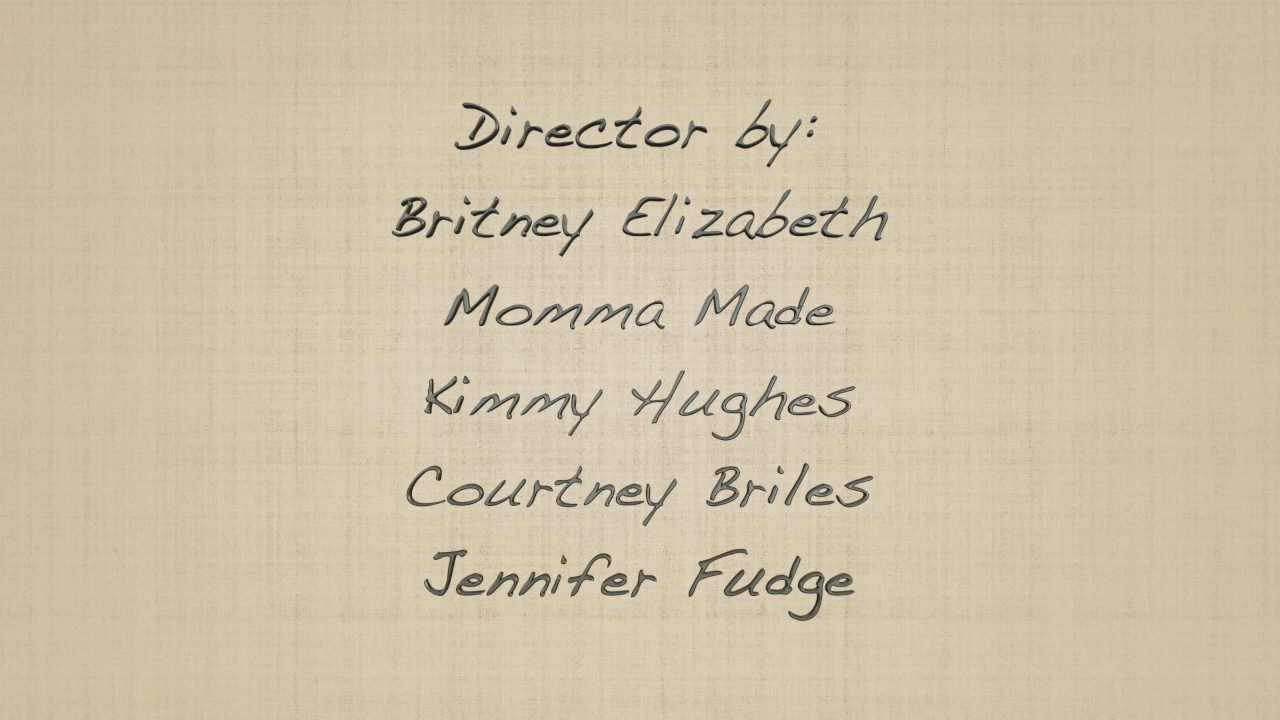 Director by:
Britney Elizabeth
Momma Made
Kimmy Hughes
Courtney Briles
Jennifer Fudge